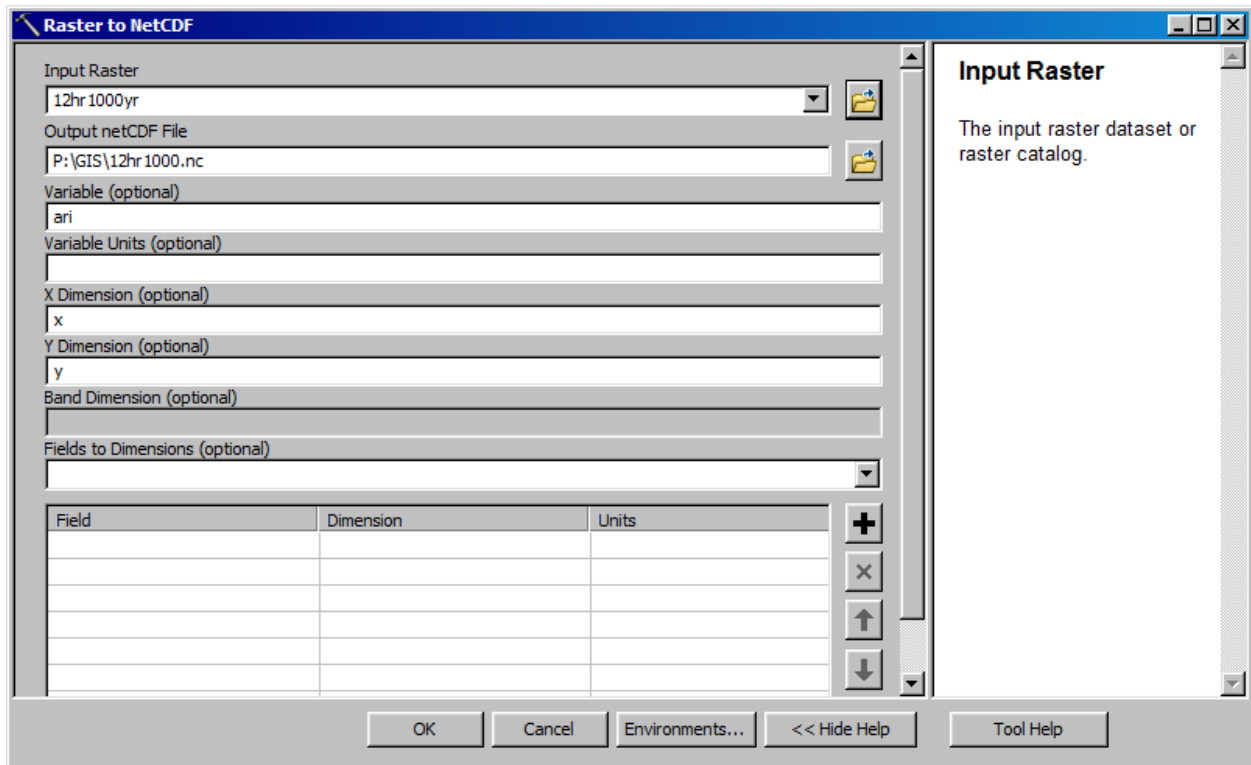 Raster to NetCDF
Input Raster
12hr1000yr
Output netCDF File
P:\GIS\12hr1000.nc
Variable (optional)
ari
Variable Units (optional)
X Dimension (optional)
x
Y Dimension (optional)
y
Band Dimension (optional)
Fields to Dimensions (optional)
Field Dimension Units
Input Raster
The input raster dataset or
raster catalog.
OK Cancel Environments... << Hide Help Tool Help